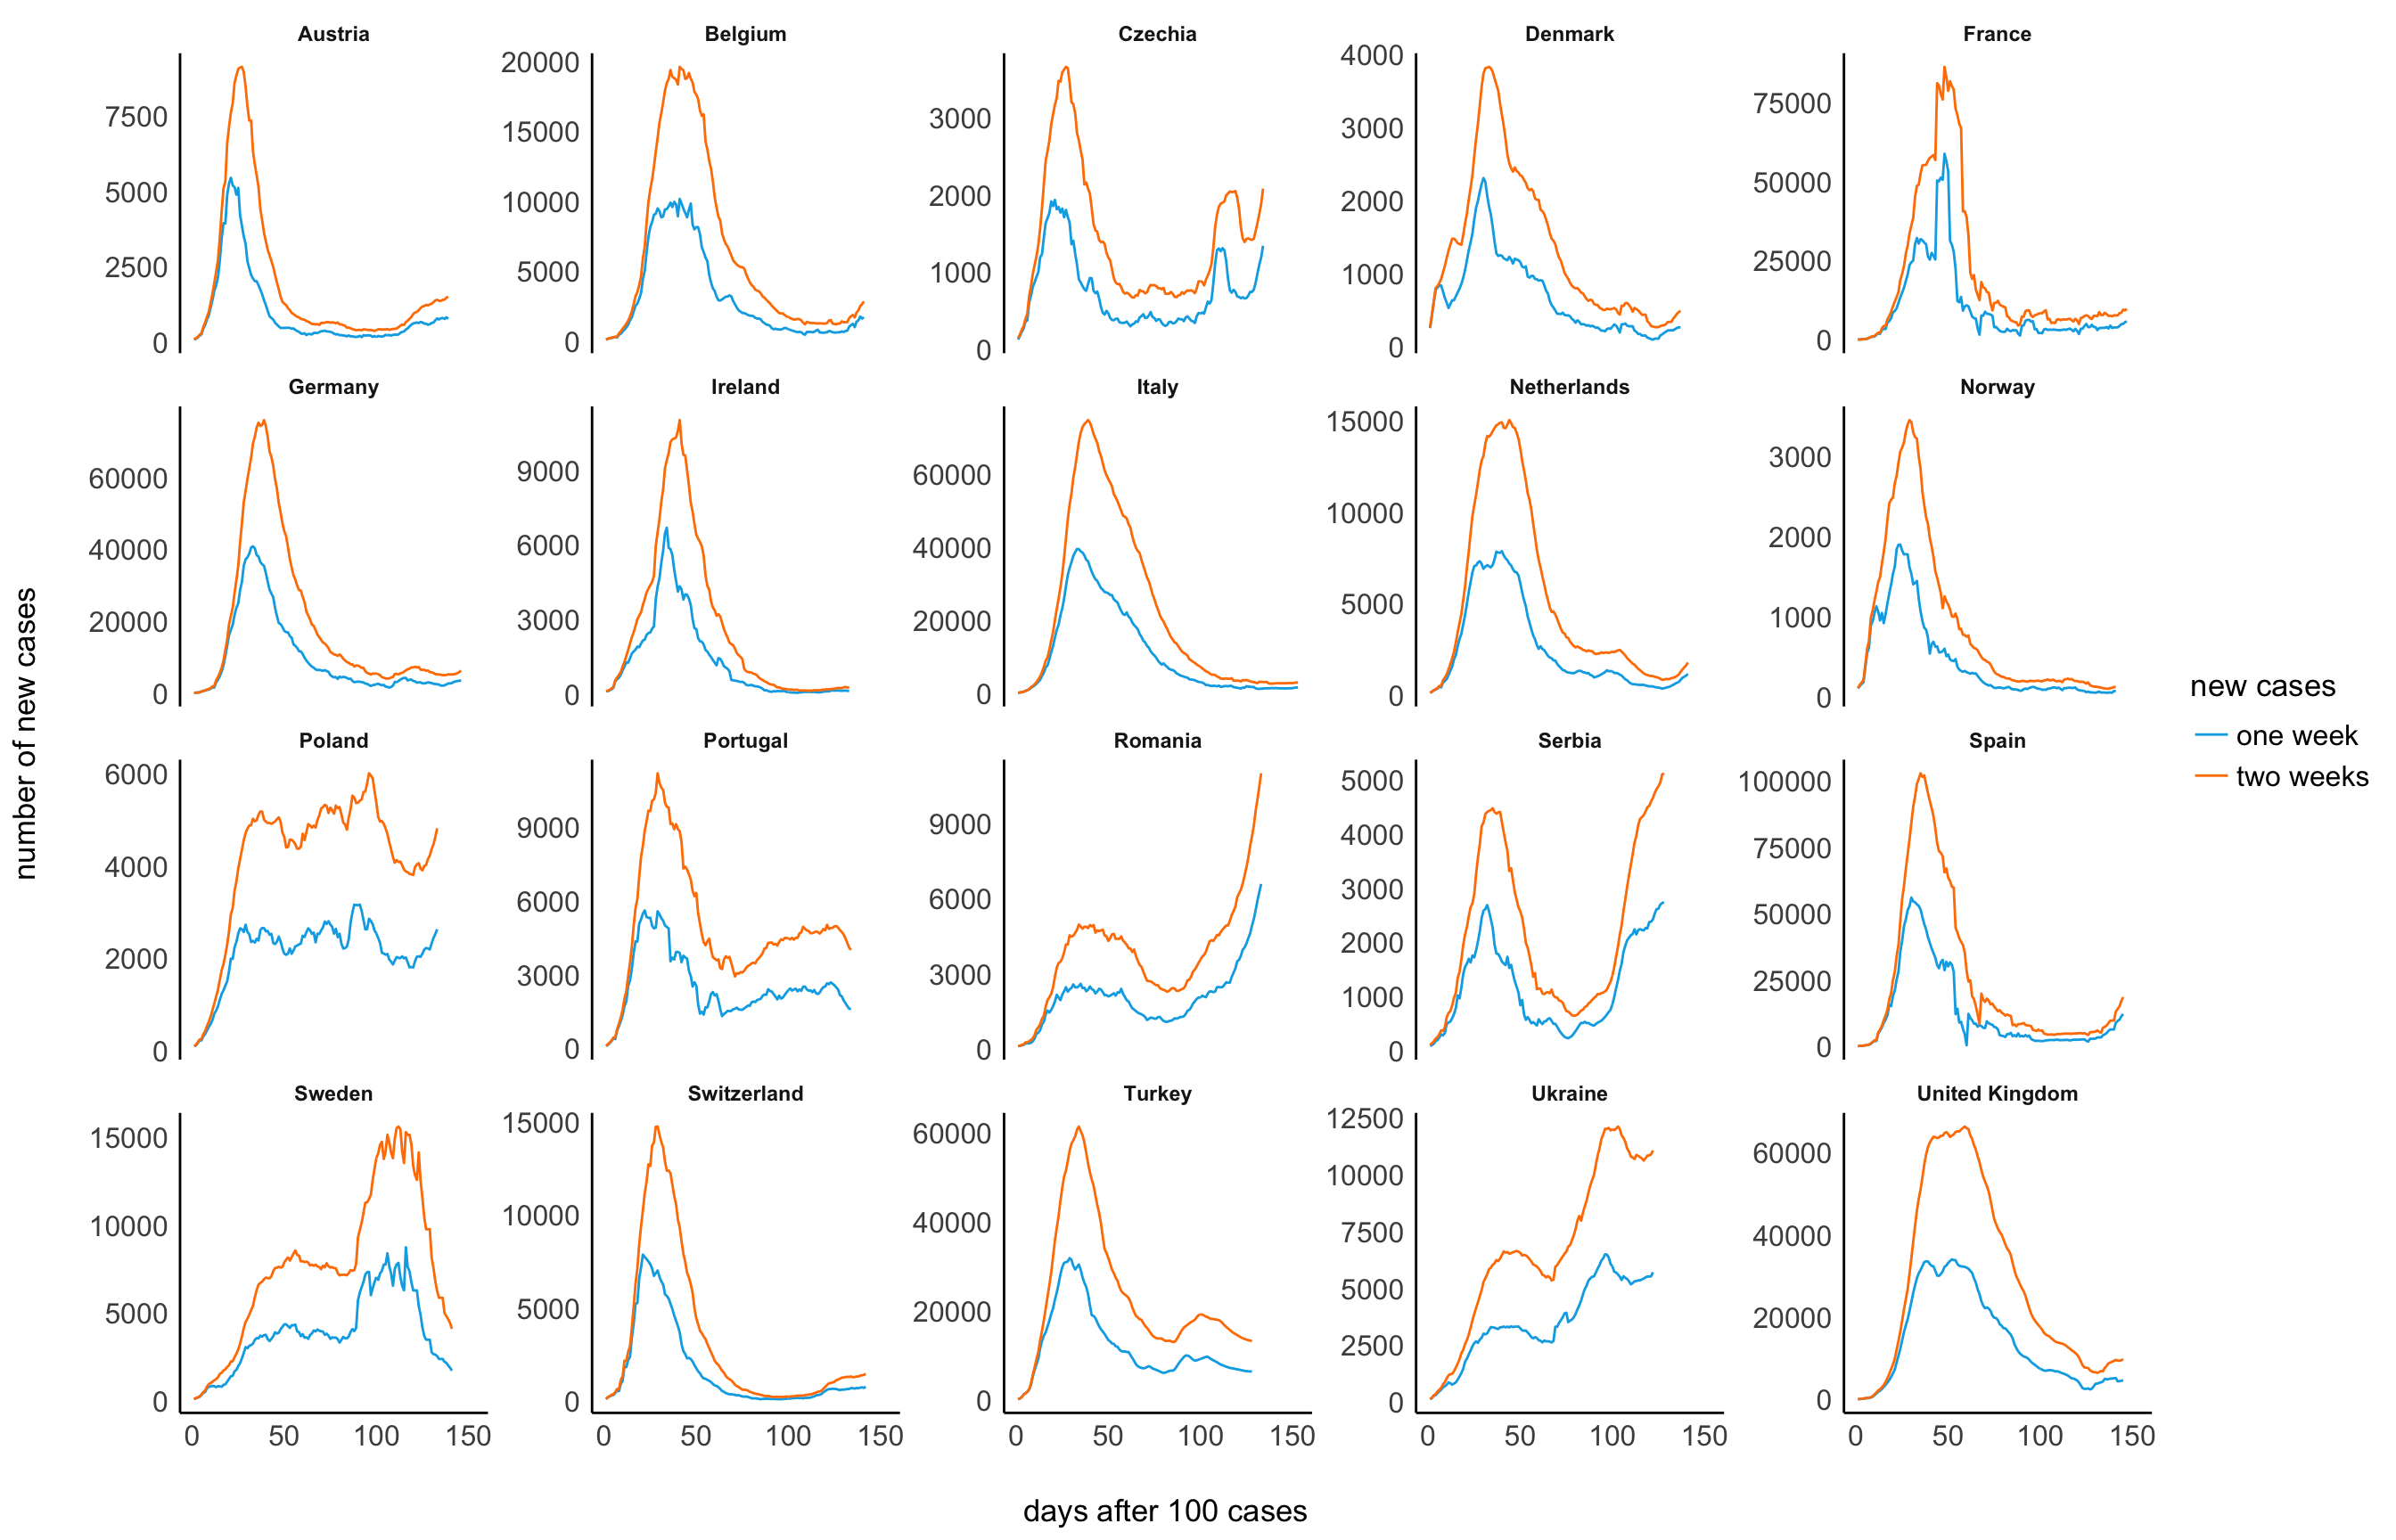 Austria
Belgium
Czechia
Denmark
France
7500
5000
2500
0
20000
15000
10000
5000
0
3000
2000
1000
0
4000
3000
2000
1000
0
75000
50000
25000
0
Germany
Ireland
Italy
Netherlands
Norway
60000
40000
20000
0
9000
6000
3000
0
60000
40000
20000
0
15000
10000
5000
0
3000
2000
1000
0
Poland
Portugal
Romania
Serbia
Spain
6000
4000
2000
0
9000
6000
3000
0
9000
6000
3000
0
5000
4000
3000
2000
1000
0
100000
75000
50000
25000
0
Sweden
Switzerland
Turkey
Ukraine
United Kingdom
15000
10000
5000
0
15000
10000
5000
0
60000
40000
20000
0
12500
10000
7500
5000
2500
0
60000
40000
20000
0
0 50 100 150
0 50 100 150
0 50 100 150
0 50 100 150
0 50 100 150
days after 100 cases
number of new cases
new cases
one week
two weeks